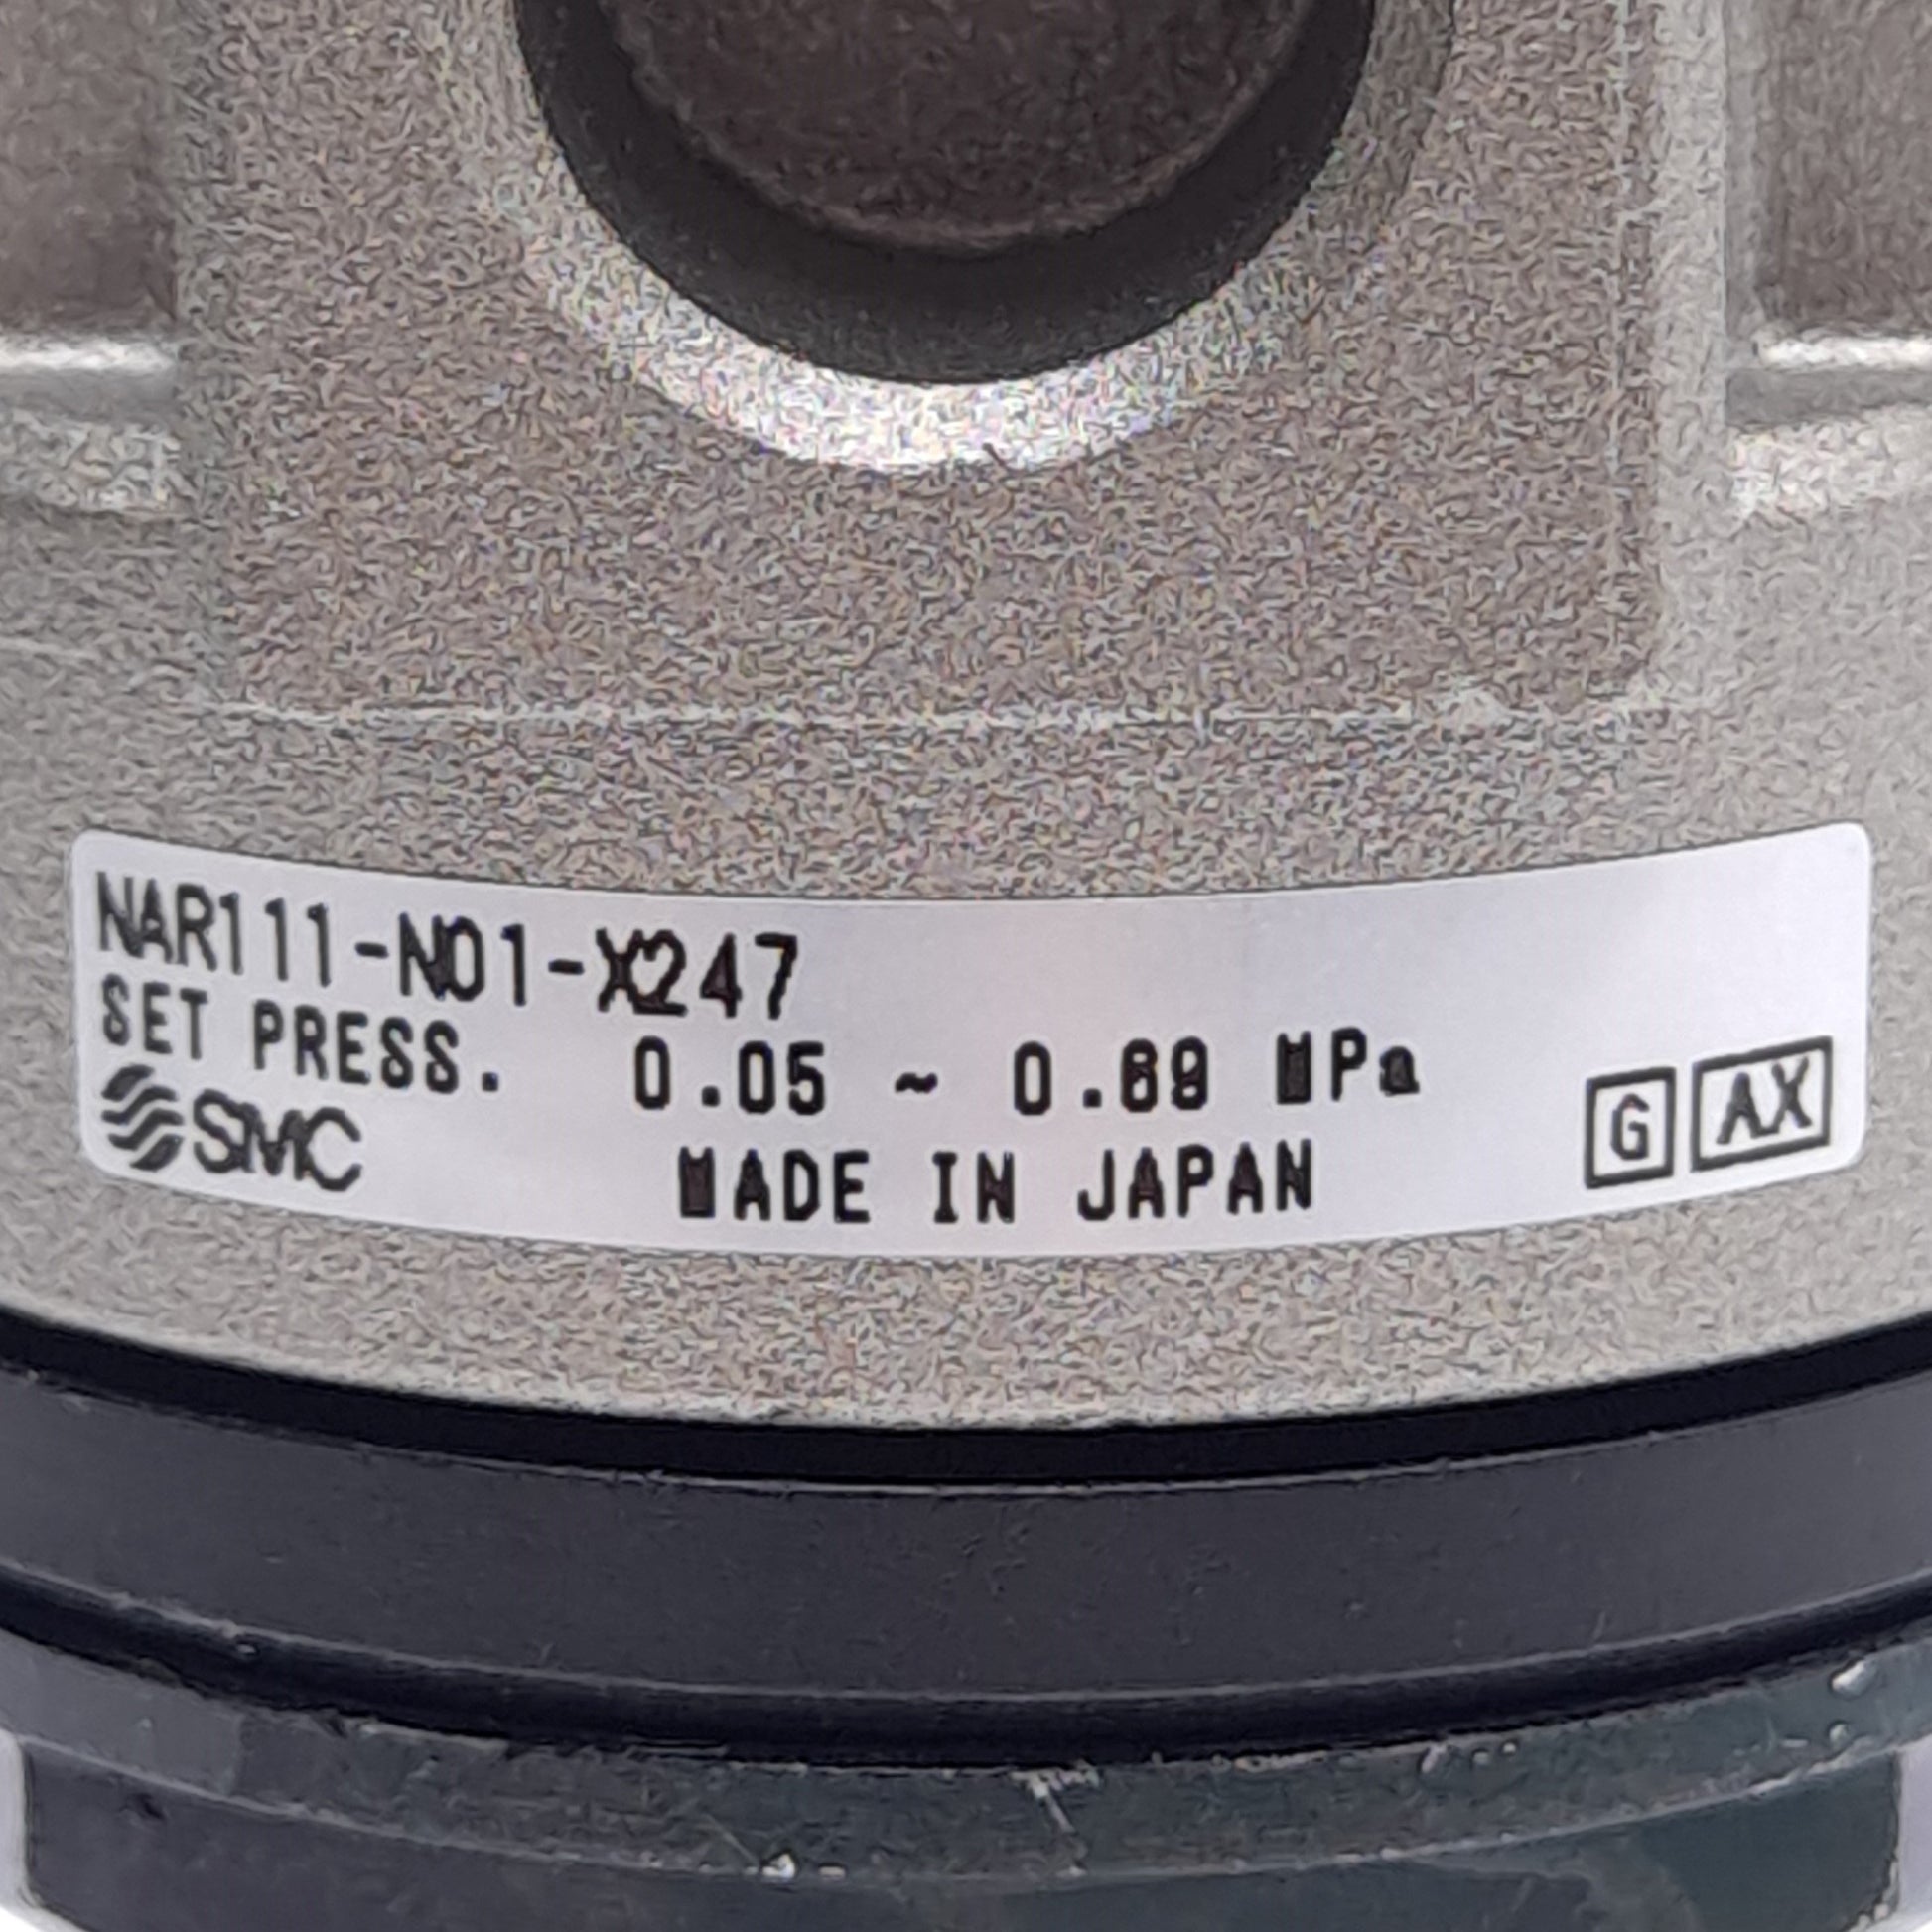 NAR111-N01-X247
SET PRESS. 0.05 ~ 0.69 MPa
SMC
MADE IN JAPAN
G AX